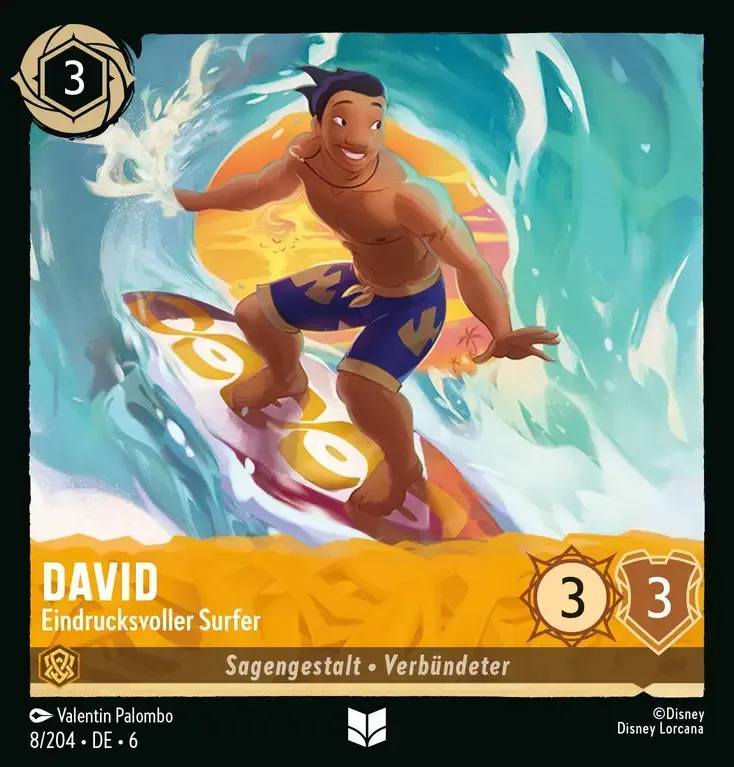 3
DAVID
Eindrucksvoller Surfer
3 3
Sagengestalt • Verbündeter
Valentin Palombo
8/204 • DE • 6
©Disney
Disney Lorcana